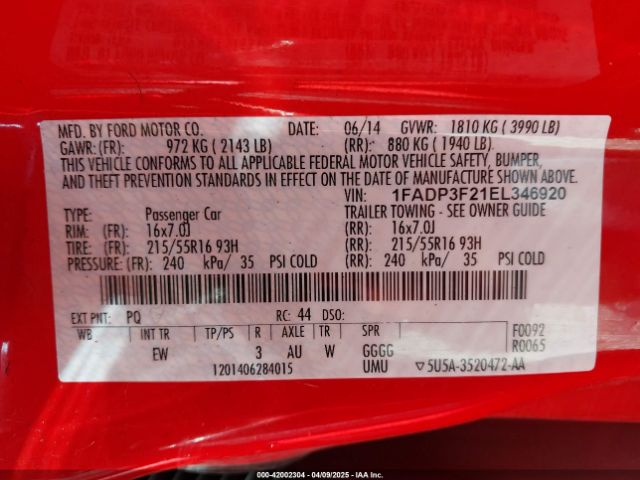 MFD. BY FORD MOTOR CO. DATE: 06/14 GVWR: 1810 KG ( 3990 LB)
GAWR: (FR): 972 KG ( 2143 LB) (RR): 880 KG ( 1940 LB)
THIS VEHICLE CONFORMS TO ALL APPLICABLE FEDERAL MOTOR VEHICLE SAFETY, BUMPER,
AND THEFT PREVENTION STANDARDS IN EFFECT ON THE DATE OF MANUFACTURE SHOWN ABOVE.
VIN: 1FADP3F21EL346920
TYPE: Passenger Car TRAILER TOWING - SEE OWNER GUIDE
RIM: (FR): 16x7.0J (RR): 16x7.0J
TIRE: (FR): 215/55R16 93H (RR): 215/55R16 93H
PRESSURE: (FR): 240 kPa/ 35 PSI COLD (RR): 240 kPa/ 35 PSI COLD
EXT PNT: PQ RC: 44 DSO:
WB INT TR TP/PS R AXLE TR SPR F0092
EW 3 AU W GGGG R0065
1201406284015 UMU ▽5U5A-3520472-AA
000-42002304 | 04/09/2025 - IAA Inc.